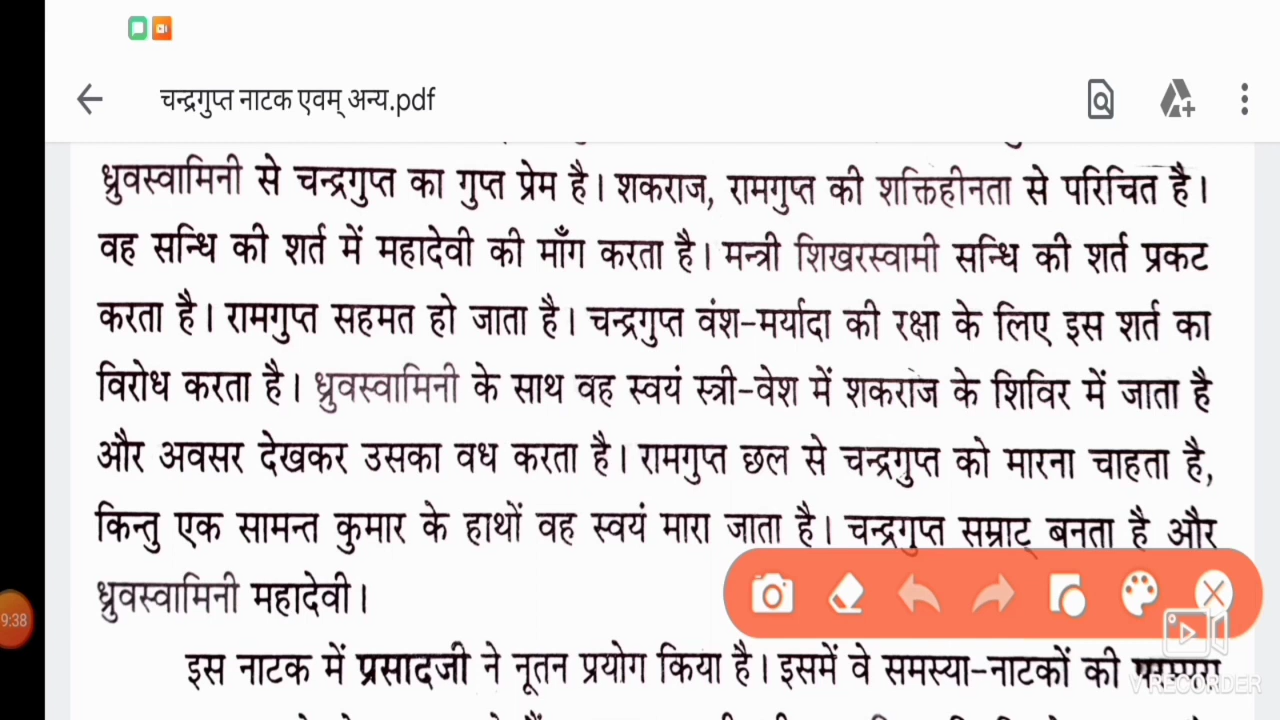 चन्द्रगुप्त नाटक एवम् अन्य.pdf
ध्रुवस्वामिनी से चन्द्रगुप्त का गुप्त प्रेम है। शकराज, रामगुप्त की शक्तिहीनता से परिचित है।
वह सन्धि की शर्त में महादेवी की माँग करता है। मन्त्री शिखरस्वामी सन्धि की शर्त प्रकट
करता है। रामगुप्त सहमत हो जाता है। चन्द्रगुप्त वंश-मर्यादा की रक्षा के लिए इस शर्त का
विरोध करता है। ध्रुवस्वामिनी के साथ वह स्वयं स्त्री-वेश में शकराज के शिविर में जाता है
और अवसर देखकर उसका वध करता है। रामगुप्त छल से चन्द्रगुप्त को मारना चाहता है,
किन्तु एक सामन्त कुमार के हाथों वह स्वयं मारा जाता है। चन्द्रगुप्त सम्राट् बनता है और
ध्रुवस्वामिनी महादेवी।
9:38
इस नाटक में प्रसादजी ने नूतन प्रयोग किया है। इसमें वे समस्या-नाटकों की
V RECORDER